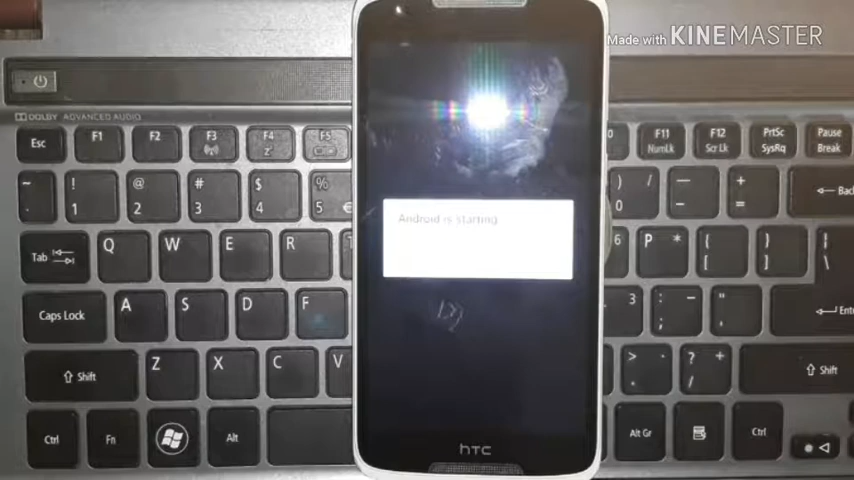 Made with KINEMASTER
DOLBY ADVANCED AUDIO
Esc F1 F2 F3 F4 F5 F11 NumLk F12 Scr Lk PrtSc SysRq Pause Break
~ ! 1 @ 2 # 3 $ 4 % 5 € ) 0 / — - + = Back
Android is starting
Tab Q W E R T 6 P * { [ } ] | \
Caps Lock A S D F 3 : ; - " Enter
Shift Z X C V > . ? / + Shift
Ctrl Fn Alt Alt Gr Ctrl
hTC